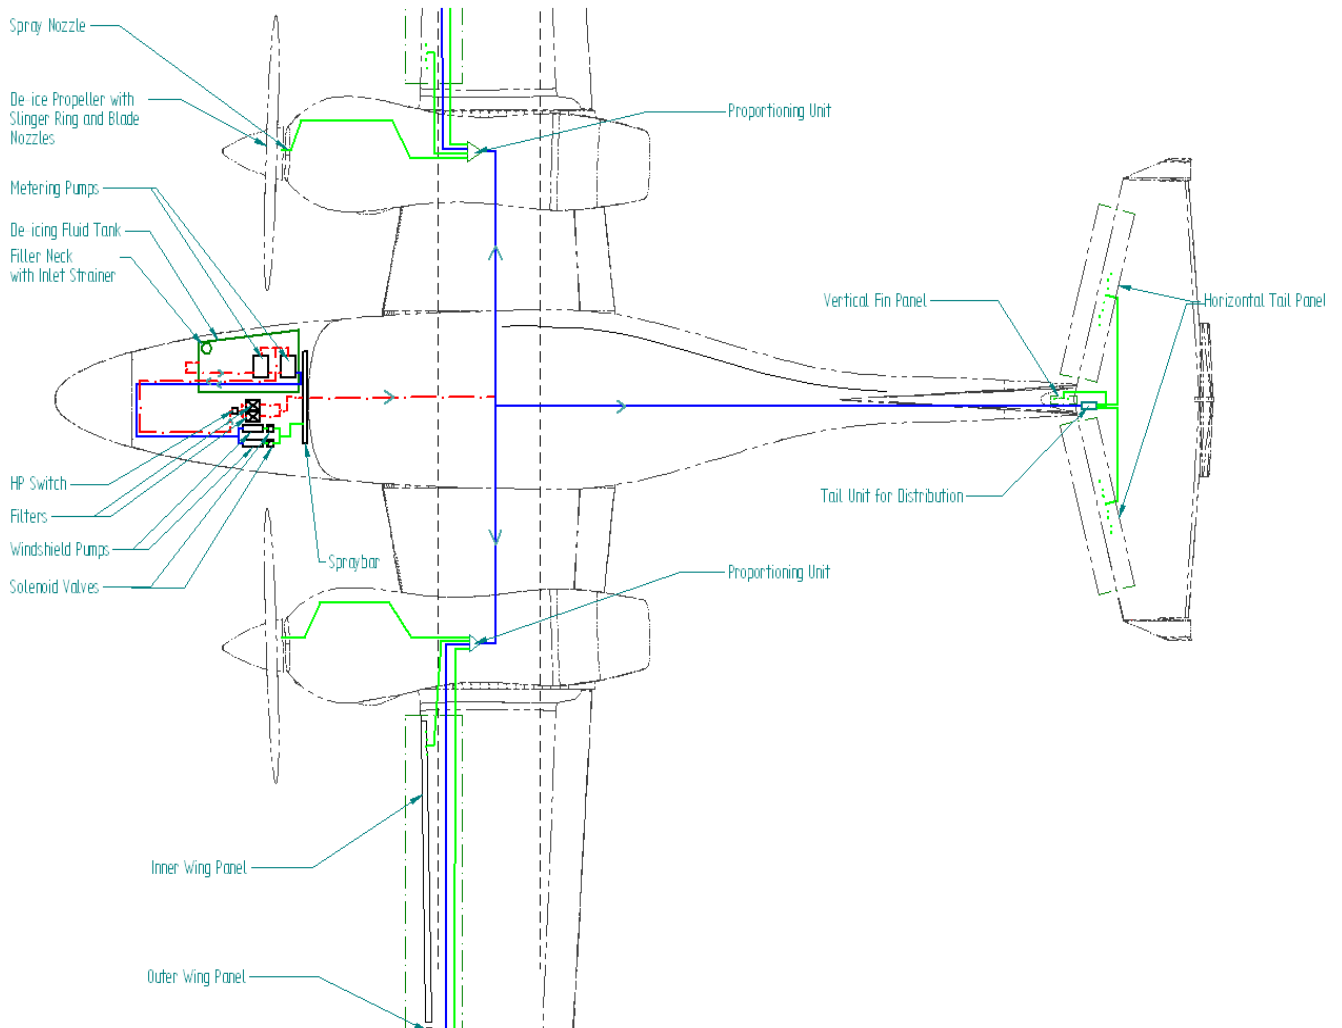 Spray Nozzle
De-ice Propeller with
Slinger Ring and Blade
Nozzles
Proportioning Unit
Metering Pumps
De-icing Fluid Tank
Filler Neck
with Inlet Strainer
Vertical Fin Panel
Horizontal Tail Panel
HP Switch
Filters
Windshield Pumps
Solenoid Valves
Spraybar
Tail Unit for Distribution
Proportioning Unit
Inner Wing Panel
Outer Wing Panel